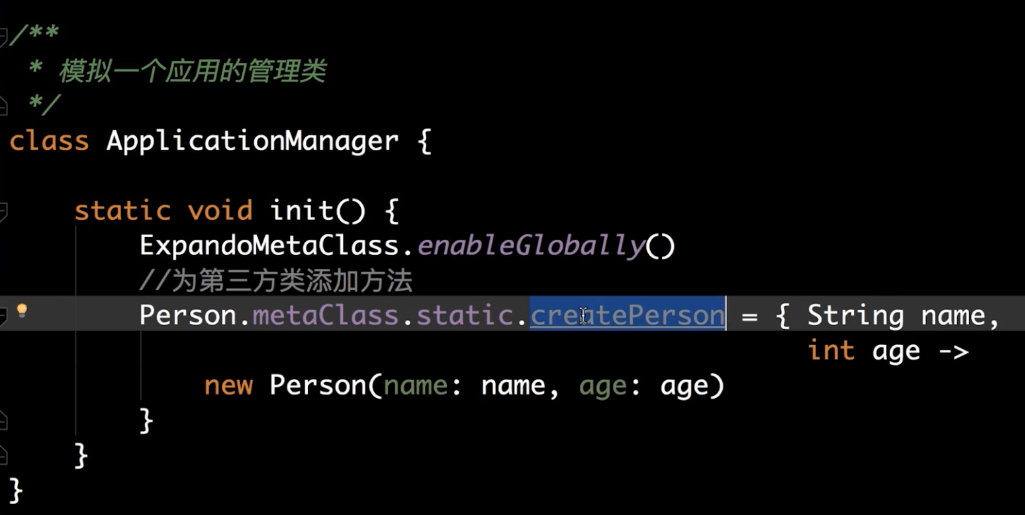 /**
* 模拟一个应用的管理类
*/
class ApplicationManager {
static void init() {
ExpandoMetaClass.enableGlobally()
//为第三方类添加方法
Person.metaClass.static.createPerson = { String name,
int age ->
new Person(name: name, age: age)
}
}
}